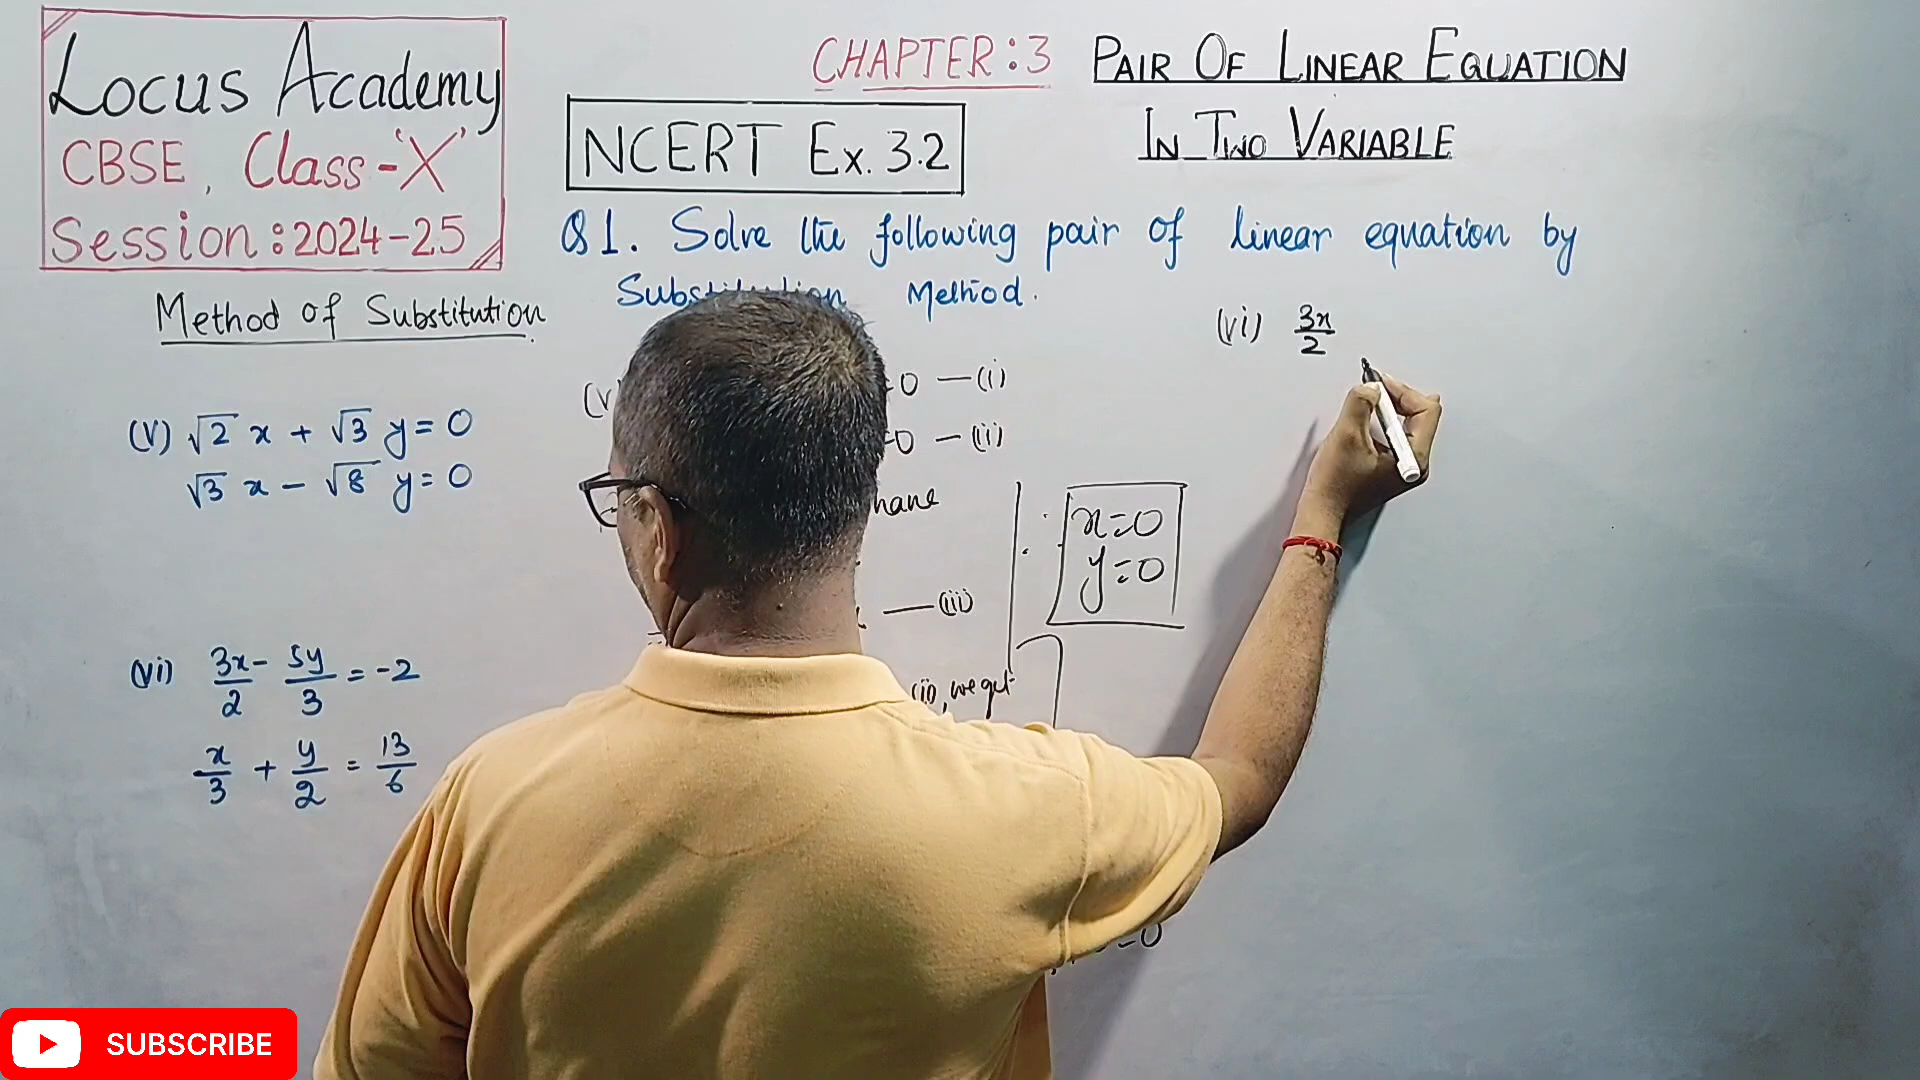 Locus Academy
CBSE, Class-'X'
Session:2024-25
CHAPTER:3 PAIR OF LINEAR EQUATION
IN TWO VARIABLE
NCERT Ex. 3.2
Q1. Solve the following pair of linear equation by
Substitution Method.
Method of Substitution
(V) √2 x + √3 y = 0
√3 x - √8 y = 0
(vi) 3x/2 - 5y/3 = -2
x/3 + y/2 = 13/6
(v
=0 —(i)
=0 —(ii)
—(iii)
we get
x=0
y=0
=0
(vi) 3x/2
SUBSCRIBE